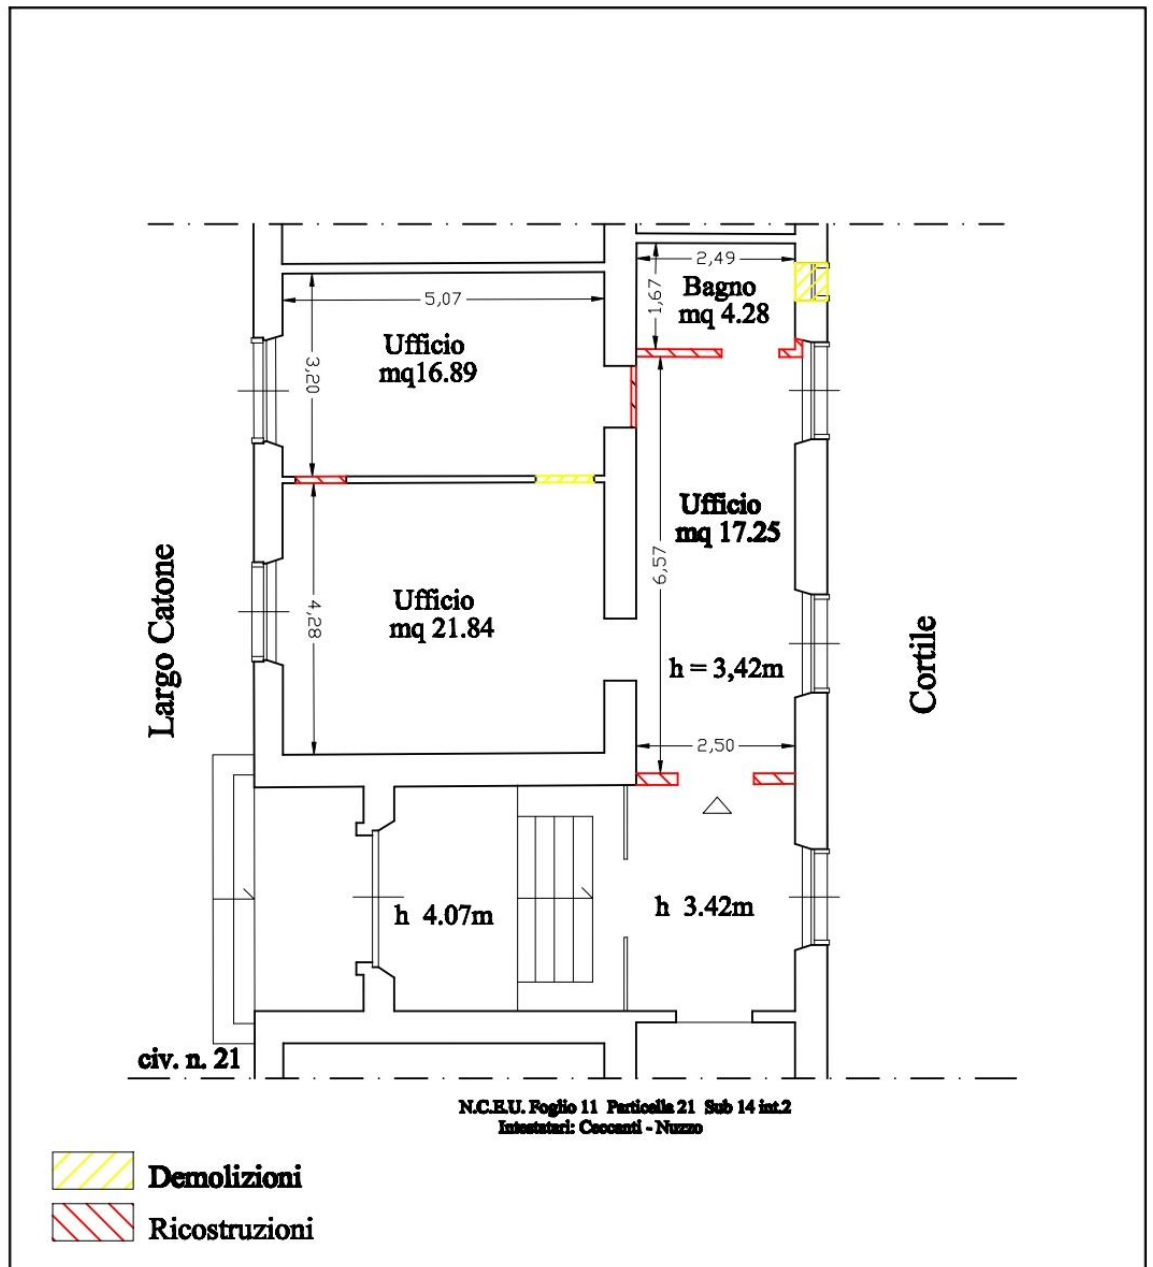 2,49
Bagno
mq 4.28
1,67
5,07
Ufficio
mq16.89
3,20
Ufficio
mq 17.25
6,57
Ufficio
mq 21.84
4,28
Largo Catone
Cortile
h = 3,42m
2,50
h 4.07m
h 3.42m
civ. n. 21
N.C.E.U. Foglio 11 Particella 21 Sub 14 int.2
Intestatari: Ceccanti - Nuzzo
Demolizioni
Ricostruzioni